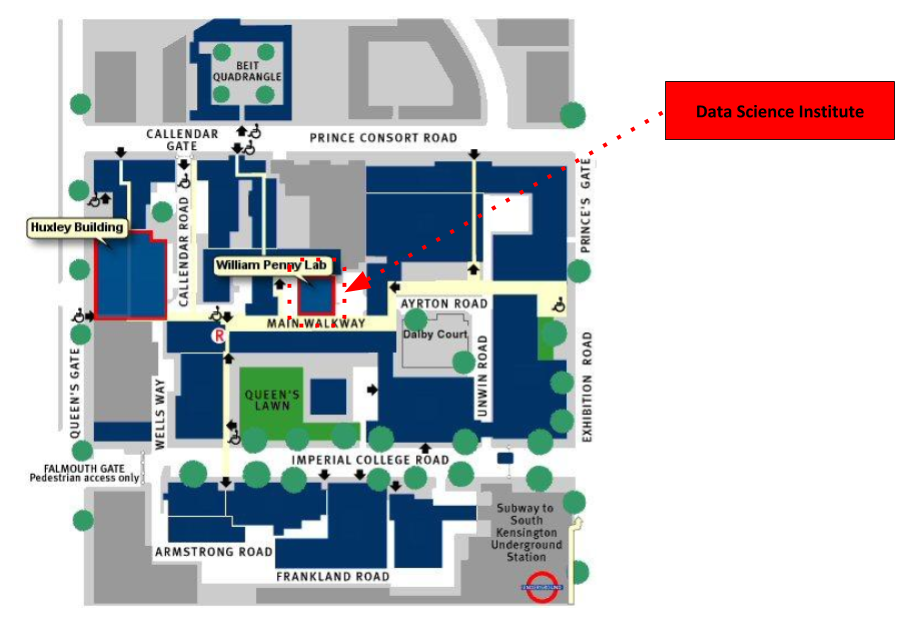 BEIT
QUADRANGLE
Data Science Institute
CALLENDAR
GATE
PRINCE CONSORT ROAD
PRINCE'S GATE
Huxley Building
CALLENDAR ROAD
William Penny Lab
AYRTON ROAD
MAIN WALKWAY
R
Dalby Court
QUEEN'S GATE
WELLS WAY
QUEEN'S
LAWN
UNWIN ROAD
EXHIBITION ROAD
IMPERIAL COLLEGE ROAD
FALMOUTH GATE
Pedestrian access only
Subway to
South
Kensington
Underground
Station
ARMSTRONG ROAD
FRANKLAND ROAD
UNDERGROUND